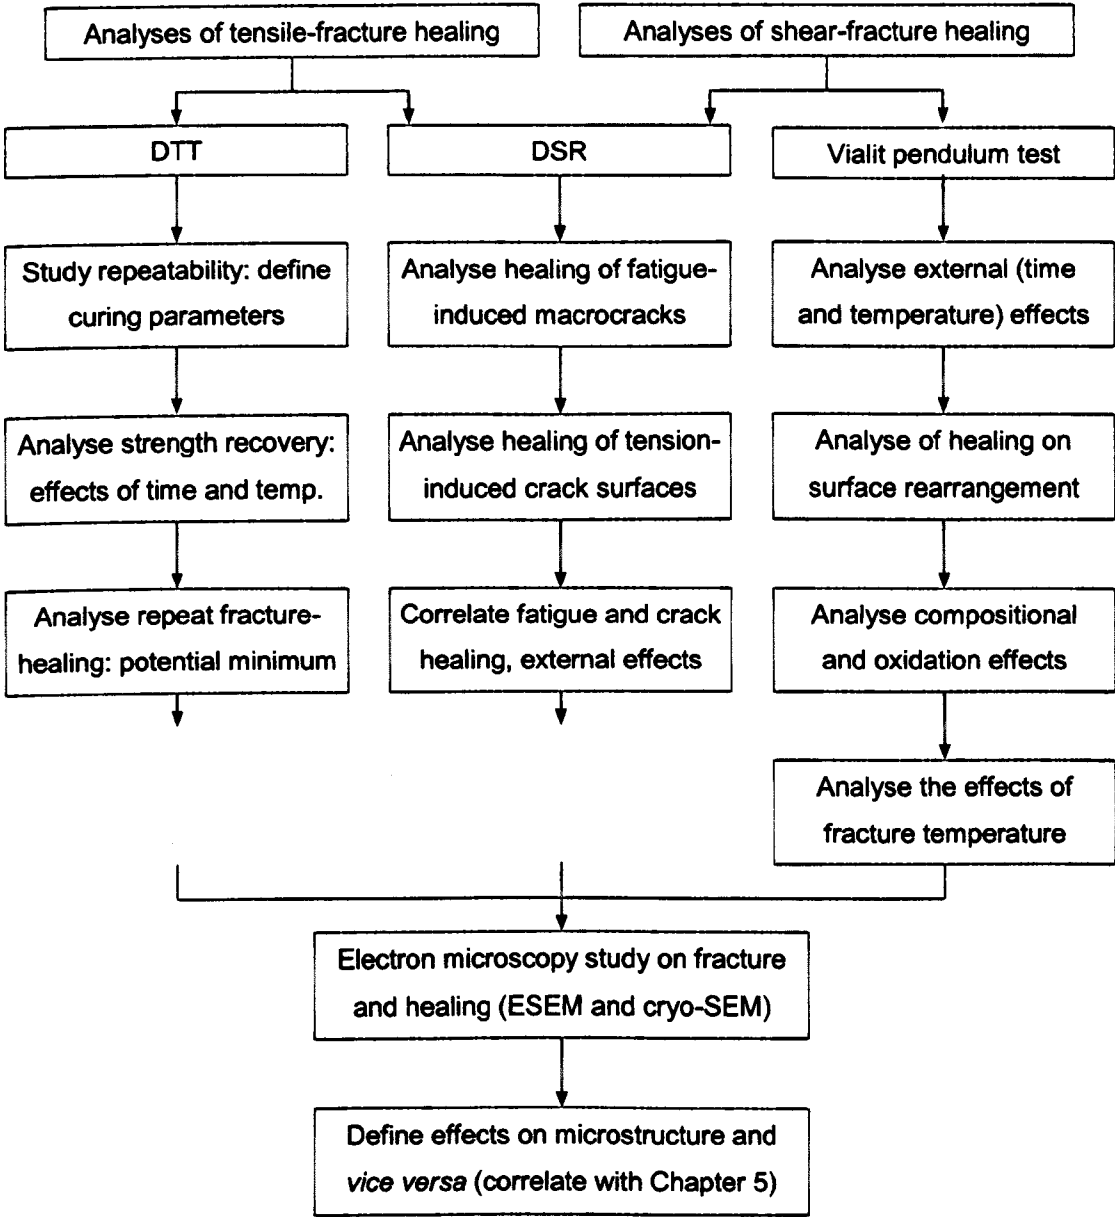 Analyses of tensile-fracture healing
Analyses of shear-fracture healing
DTT
DSR
Vialit pendulum test
Study repeatability: define
curing parameters
Analyse healing of fatigue-
induced macrocracks
Analyse external (time
and temperature) effects
Analyse strength recovery:
effects of time and temp.
Analyse healing of tension-
induced crack surfaces
Analyse of healing on
surface rearrangement
Analyse repeat fracture-
healing: potential minimum
Correlate fatigue and crack
healing, external effects
Analyse compositional
and oxidation effects
Analyse the effects of
fracture temperature
Electron microscopy study on fracture
and healing (ESEM and cryo-SEM)
Define effects on microstructure and
vice versa (correlate with Chapter 5)